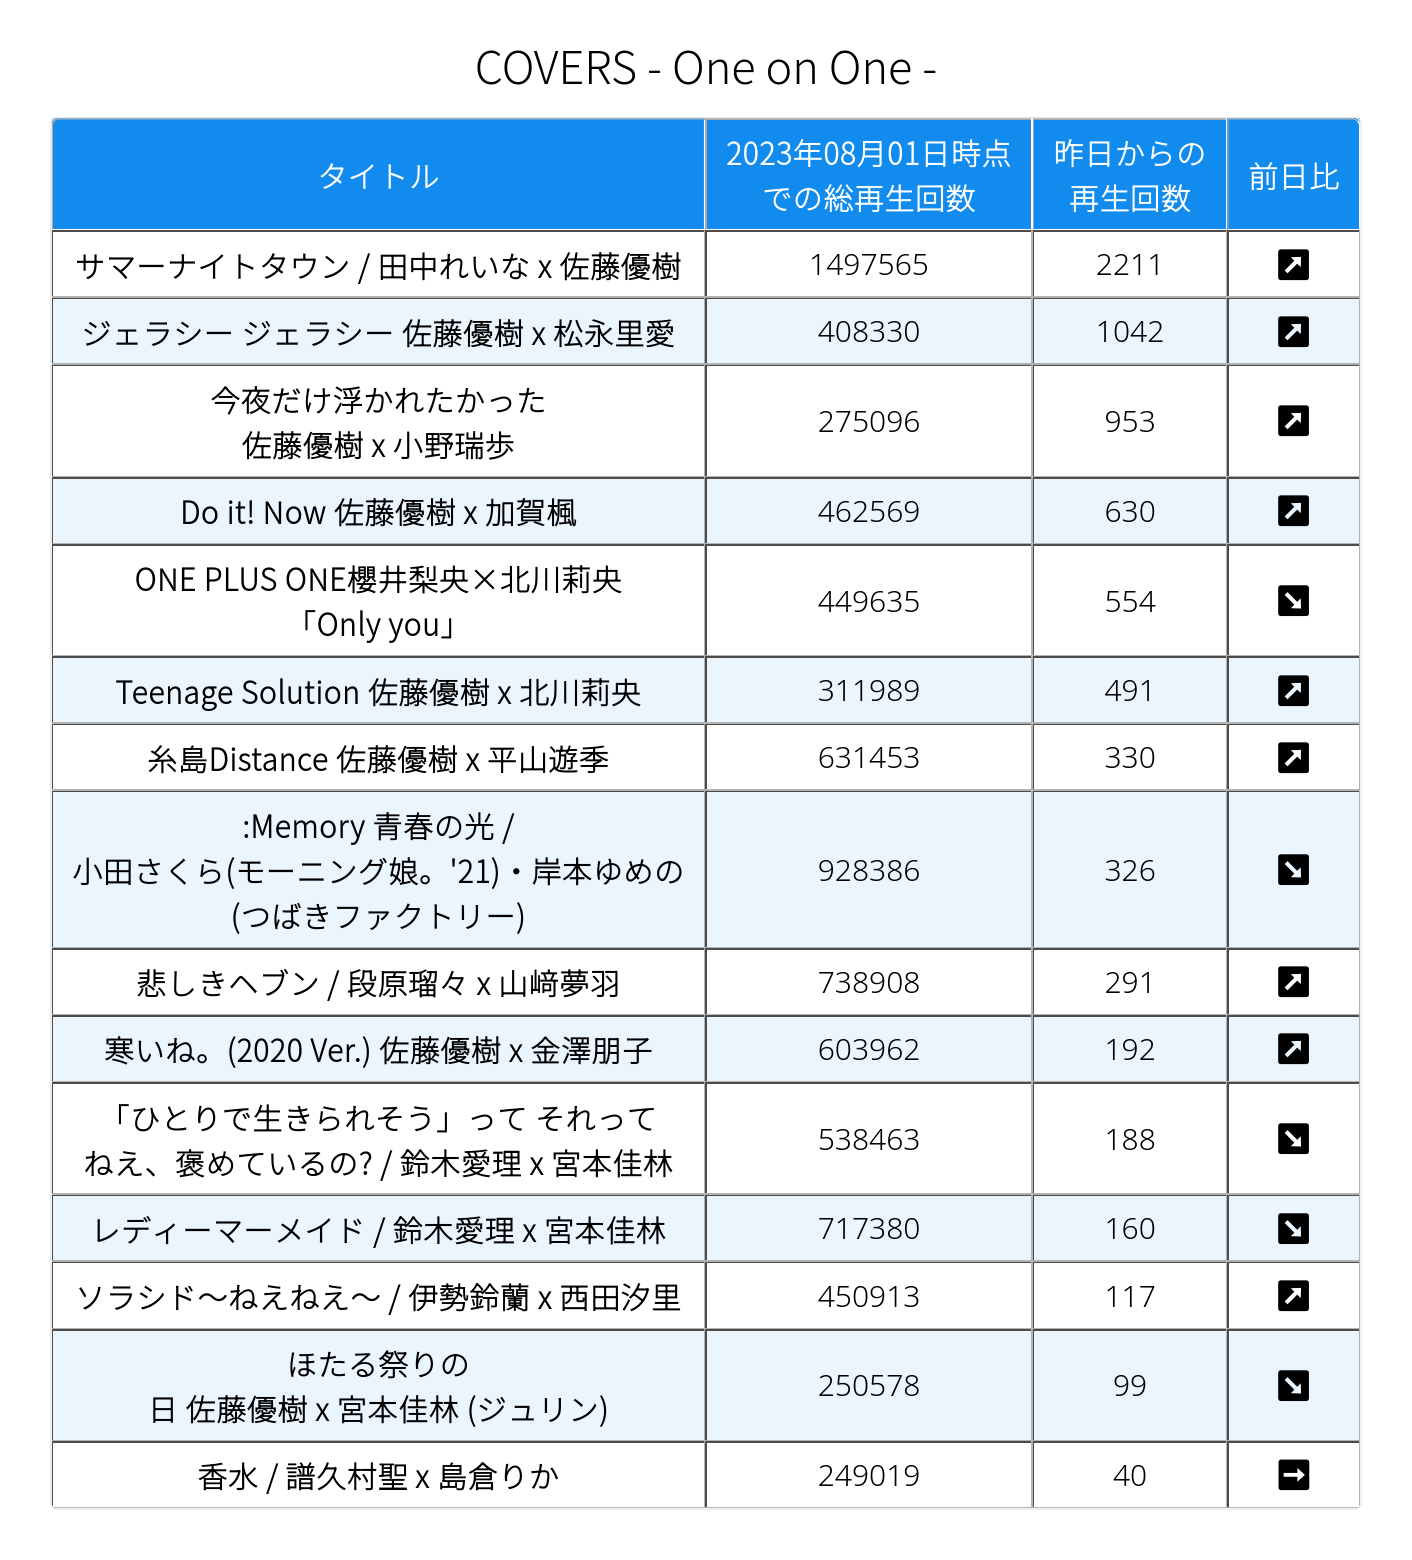 COVERS - One on One -
タイトル
2023年08月01日時点
での総再生回数
昨日からの
再生回数
前日比
サマーナイトタウン / 田中れいな x 佐藤優樹
1497565
2211
ジェラシー ジェラシー 佐藤優樹 x 松永里愛
408330
1042
今夜だけ浮かれたかった
佐藤優樹 x 小野瑞歩
275096
953
Do it! Now 佐藤優樹 x 加賀楓
462569
630
ONE PLUS ONE櫻井梨央×北川莉央
「Only you」
449635
554
Teenage Solution 佐藤優樹 x 北川莉央
311989
491
糸島Distance 佐藤優樹 x 平山遊季
631453
330
:Memory 青春の光 /
小田さくら(モーニング娘。'21)・岸本ゆめの
(つばきファクトリー)
928386
326
悲しきヘブン / 段原瑠々 x 山﨑夢羽
738908
291
寒いね。(2020 Ver.) 佐藤優樹 x 金澤朋子
603962
192
「ひとりで生きられそう」って それって
ねえ、褒めているの? / 鈴木愛理 x 宮本佳林
538463
188
レディーマーメイド / 鈴木愛理 x 宮本佳林
717380
160
ソラシド〜ねえねえ〜 / 伊勢鈴蘭 x 西田汐里
450913
117
ほたる祭りの
日 佐藤優樹 x 宮本佳林 (ジュリン)
250578
99
香水 / 譜久村聖 x 島倉りか
249019
40